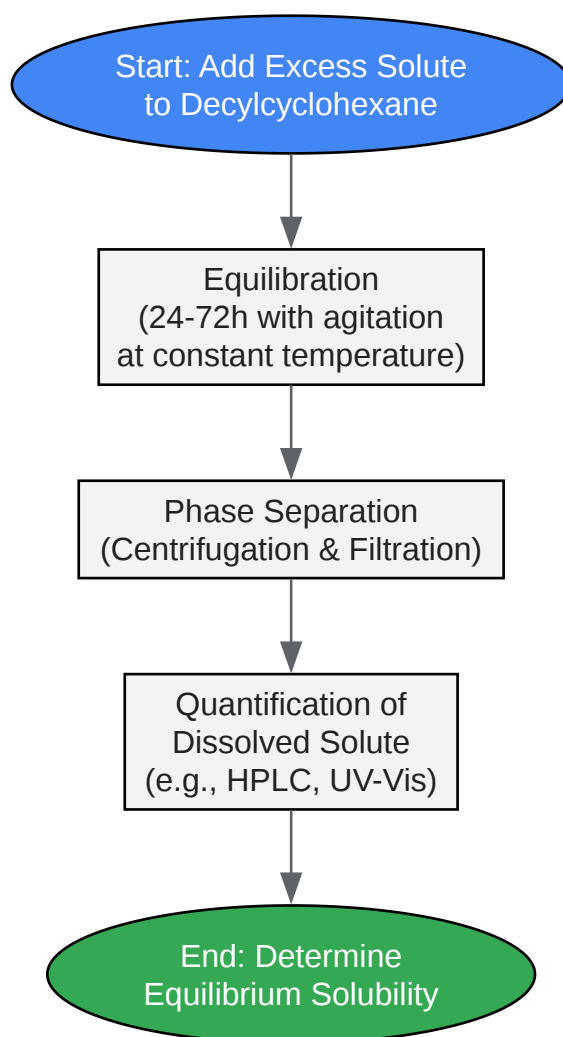 Start: Add Excess Solute
to Decylcyclohexane
Equilibration
(24-72h with agitation
at constant temperature)
Phase Separation
(Centrifugation & Filtration)
Quantification of
Dissolved Solute
(e.g., HPLC, UV-Vis)
End: Determine
Equilibrium Solubility